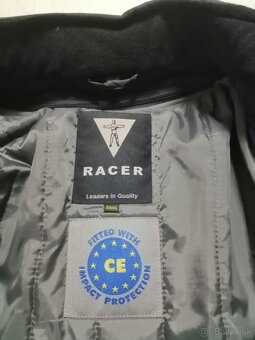 RACER
Leaders in Quality
FITTED WITH
CE
IMPACT PROTECTION